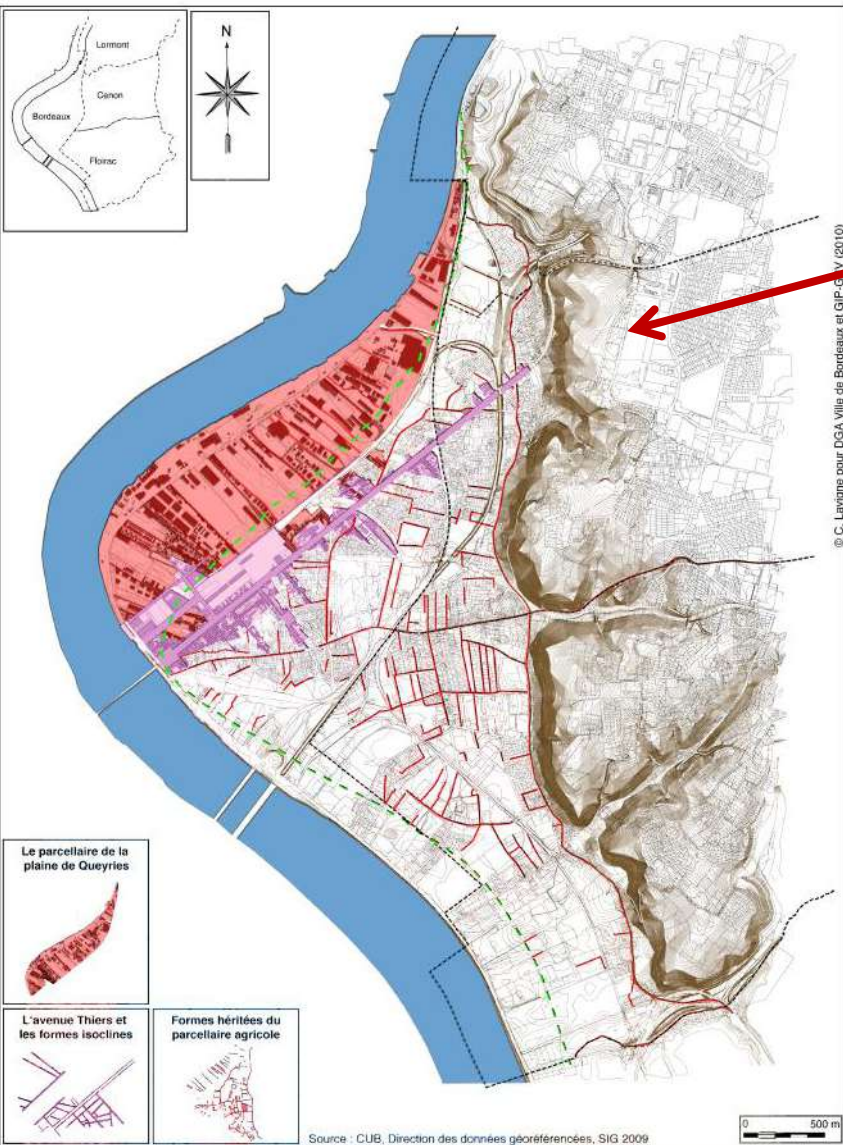 Lormont
Cenon
Bordeaux
Floirac
N
© C. Lavigne pour DGA Ville de Bordeaux et GIP-GPV (2010)
Le parcellaire de la
plaine de Queyries
L'avenue Thiers et
les formes isoclines
Formes héritées du
parcellaire agricole
Source : CUB, Direction des données géoréférencées, SIG 2009
0 500 m